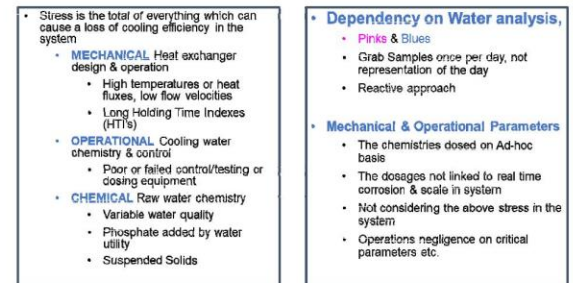 • Stress is the total of everything which can
cause a loss of cooling efficiency in the
system
• MECHANICAL Heat exchanger
design & operation
• High temperatures or heat
fluxes, low flow velocities
• Long Holding Time Indexes
(HTI's)
• OPERATIONAL Cooling water
chemistry & control
• Poor or failed control/testing or
dosing equipment
• CHEMICAL Raw water chemistry
• Variable water quality
• Phosphate added by water
utility
• Suspended Solids
• Dependency on Water analysis,
• Pinks & Blues
• Grab Samples once per day, not
representation of the day
• Reactive approach
• Mechanical & Operational Parameters
• The chemistries dosed on Ad-hoc
basis
• The dosages not linked to real time
corrosion & scale in system
• Not considering the above stress in the
system
• Operations negligence on critical
parameters etc.